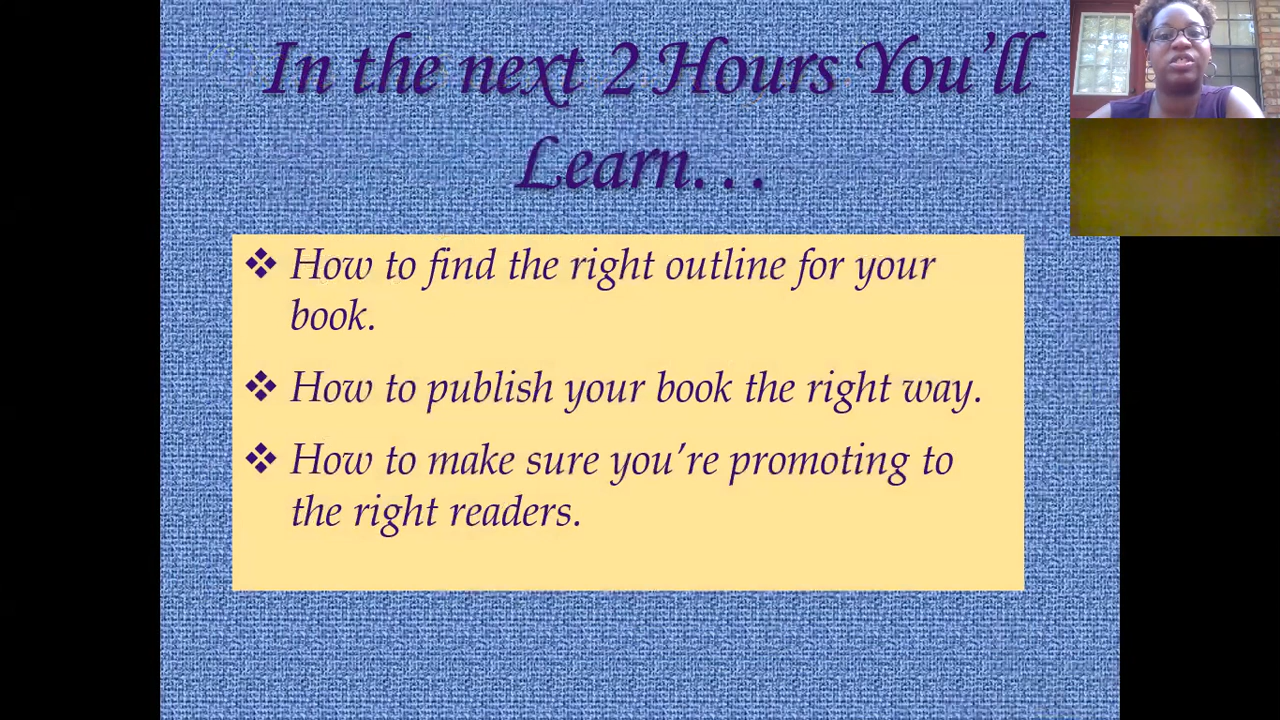 In the next 2 Hours You’ll
Learn…
❖ How to find the right outline for your
book.
❖ How to publish your book the right way.
❖ How to make sure you’re promoting to
the right readers.